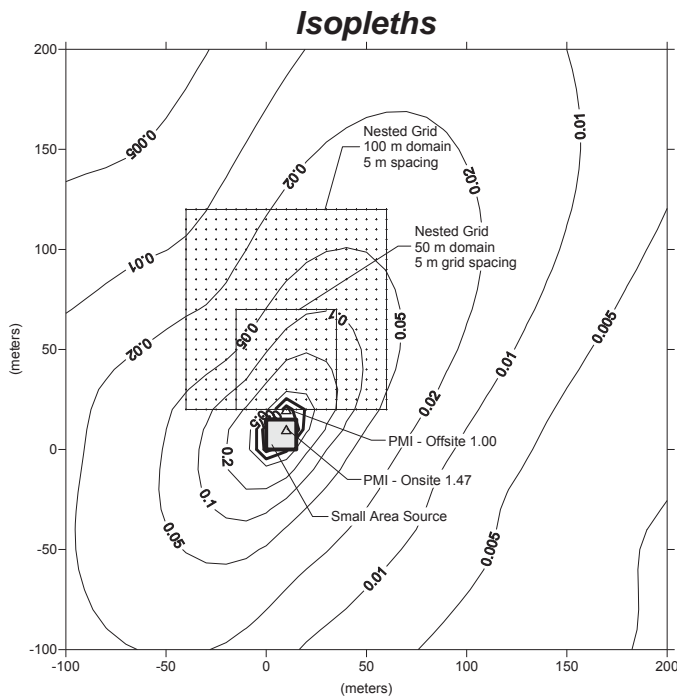 Isopleths
200
150
100
50
0
-50
-100
-100
-50
0
50
100
150
200
(meters)
(meters)
Nested Grid
100 m domain
5 m spacing
Nested Grid
50 m domain
5 m grid spacing
PMI - Offsite 1.00
PMI - Onsite 1.47
Small Area Source
0.005
0.01
0.02
0.02
0.02
0.01
0.05
0.1
0.05
0.005
0.01
0.02
0.2
0.1
0.05
0.01
0.005